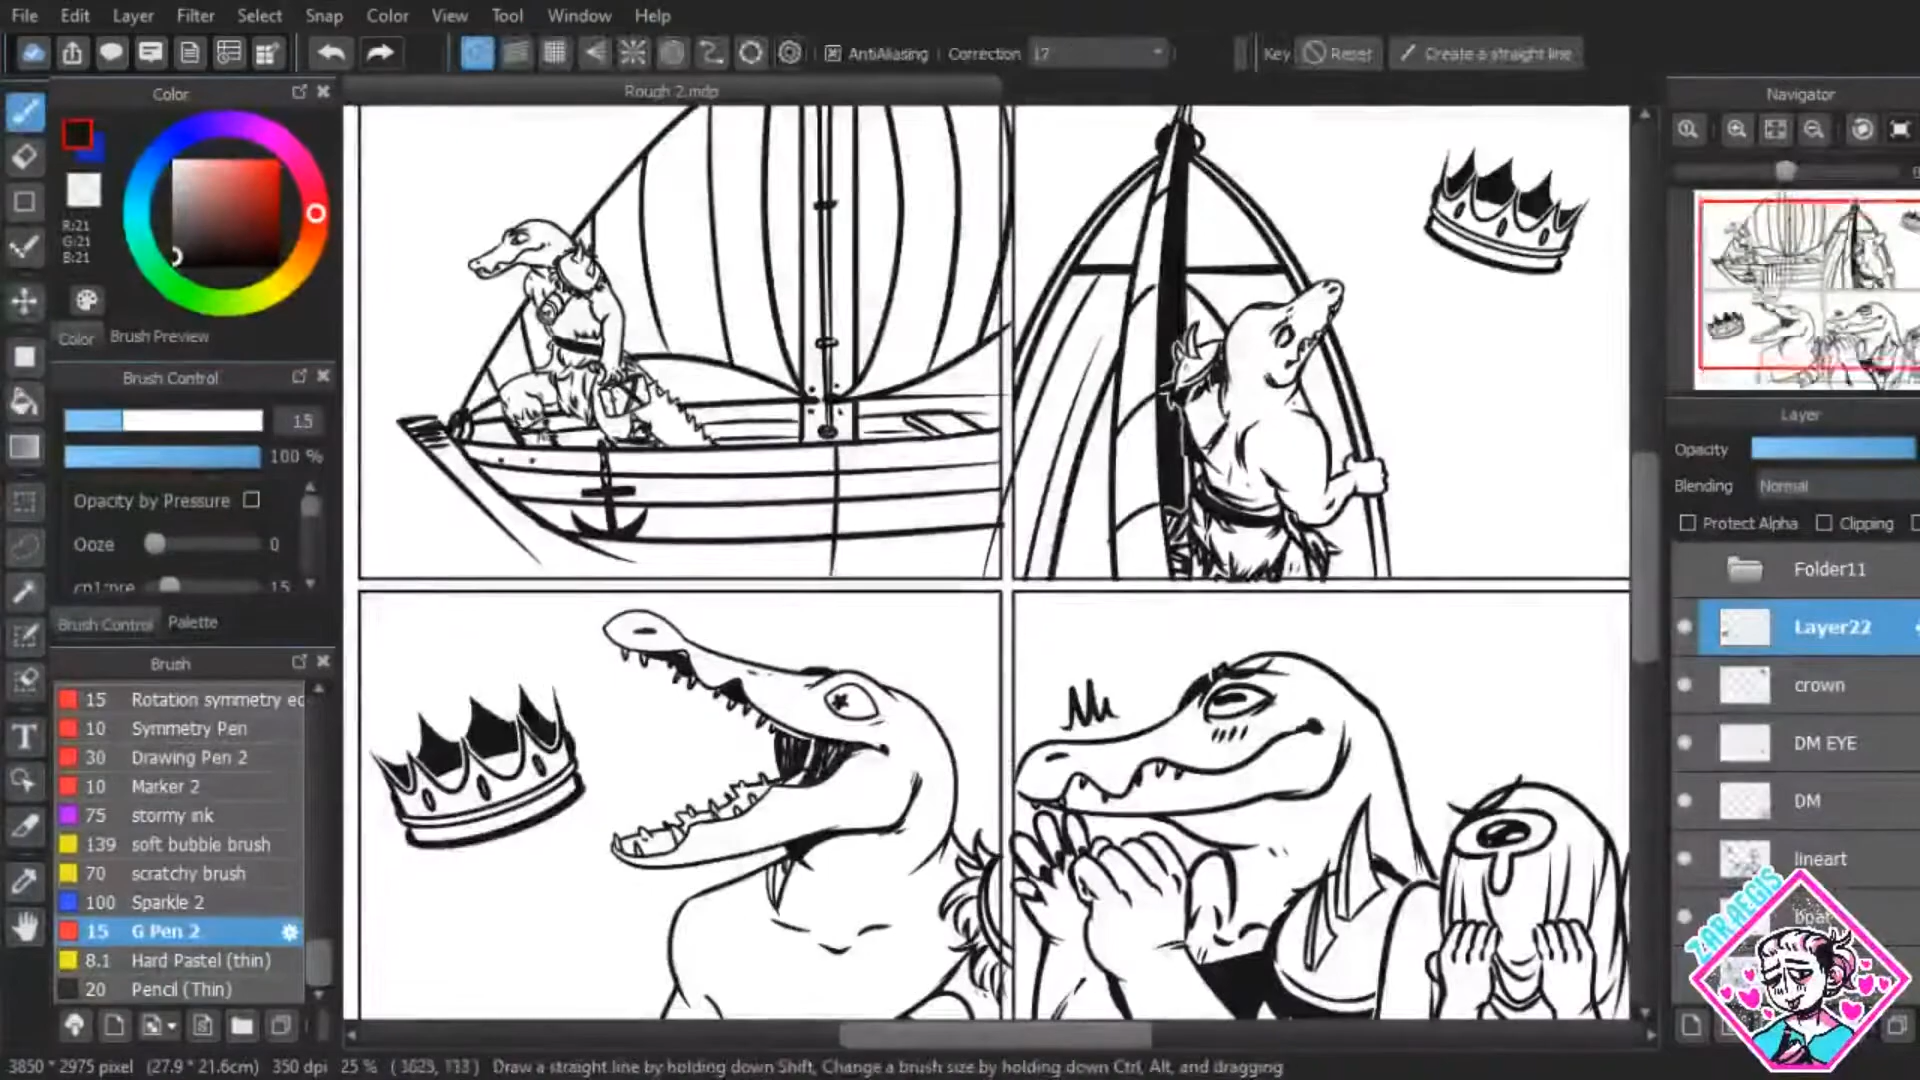 File Edit Layer Filter Select Snap Color View Tool Window Help
AntiAliasing Correction 17 Key Reset Create a straight line
Color
Rough 2.mdp
Navigator
R:21
G:21
B:21
Color Brush Preview
Brush Control
15
100 %
Opacity by Pressure
Ooze 0
15
Brush Control Palette
Brush
15 Rotation symmetry ed
10 Symmetry Pen
30 Drawing Pen 2
10 Marker 2
75 stormy ink
139 soft bubble brush
70 scratchy brush
100 Sparkle 2
15 G Pen 2
8.1 Hard Pastel (thin)
20 Pencil (Thin)
Layer
Opacity
Blending Normal
Protect Alpha Clipping
Folder11
Layer22
crown
DM EYE
DM
lineart
boat
ZARAEGIS
3850 * 2975 pixel (27.9 * 21.6cm) 350 dpi 25 % Draw a straight line by holding down Shift, Change a brush size by holding down Ctrl, Alt, and dragging